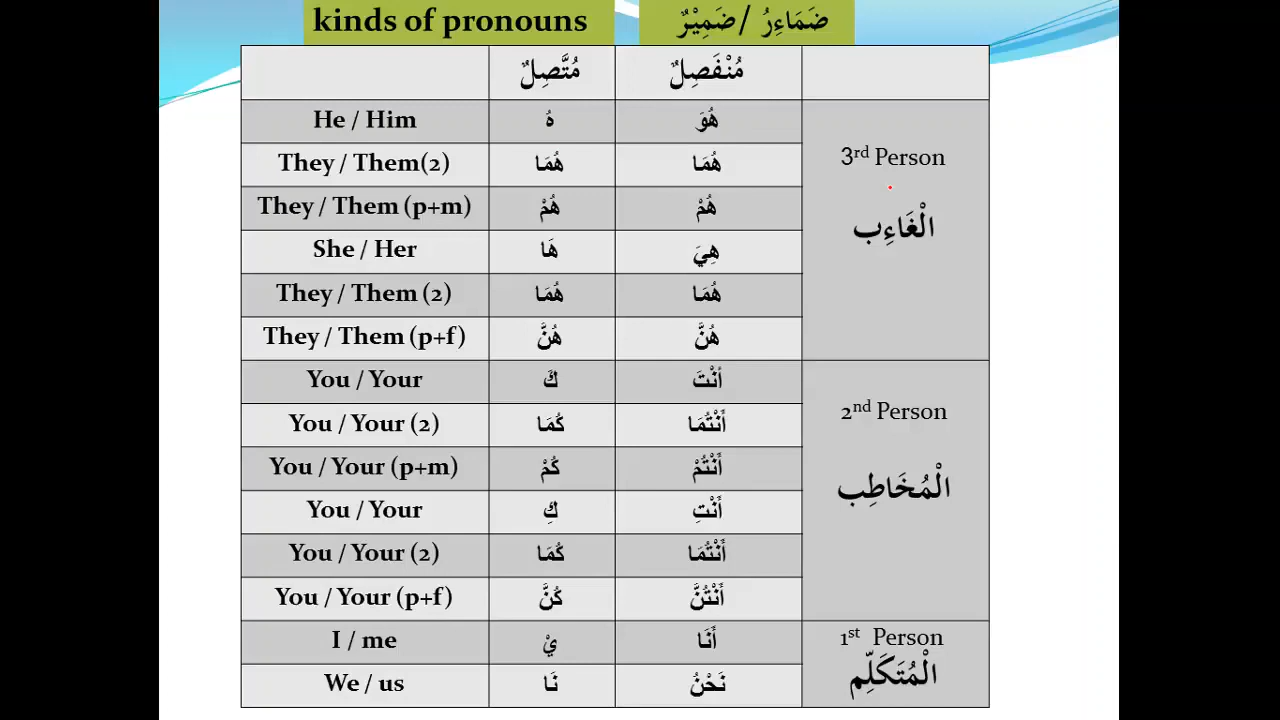 kinds of pronouns ضَمَاءِرُ / ضَمِيْرٌ
مُتَّصِلٌ مُنْفَصِلٌ
He / Him هُ هُوَ
They / Them(2) هُمَا هُمَا
They / Them (p+m) هُمْ هُمْ
She / Her هَا هِيَ
They / Them (2) هُمَا هُمَا
They / Them (p+f) هُنَّ هُنَّ
3rd Person
الْغَاءِب
You / Your كَ أنْتَ
You / Your (2) كُمَا أَنْتُمَا
You / Your (p+m) كُمْ أَنْتُمْ
You / Your كِ أَنْتِ
You / Your (2) كُمَا أَنْتُمَا
You / Your (p+f) كُنَّ أَنْتُنَّ
2nd Person
الْمُخَاطِب
I / me يْ أَنَا
We / us نَا نَحْنُ
1st Person
الْمُتَكَلِّم